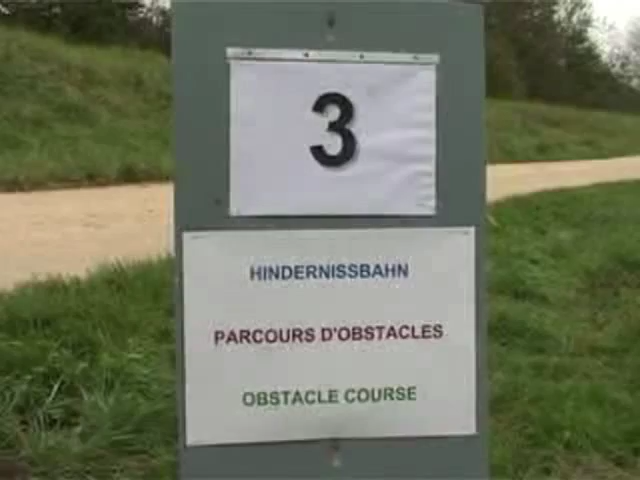 3
HINDERNISSBAHN
PARCOURS D'OBSTACLES
OBSTACLE COURSE